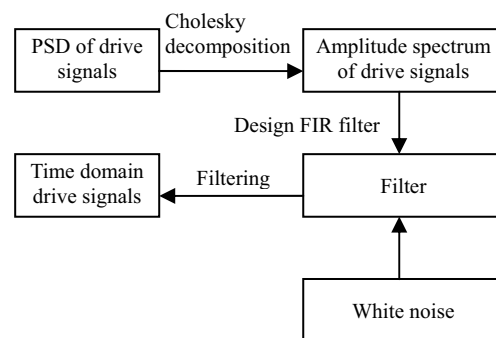 Cholesky
decomposition
PSD of drive
signals
Amplitude spectrum
of drive signals
Design FIR filter
Time domain
drive signals
Filtering
Filter
White noise